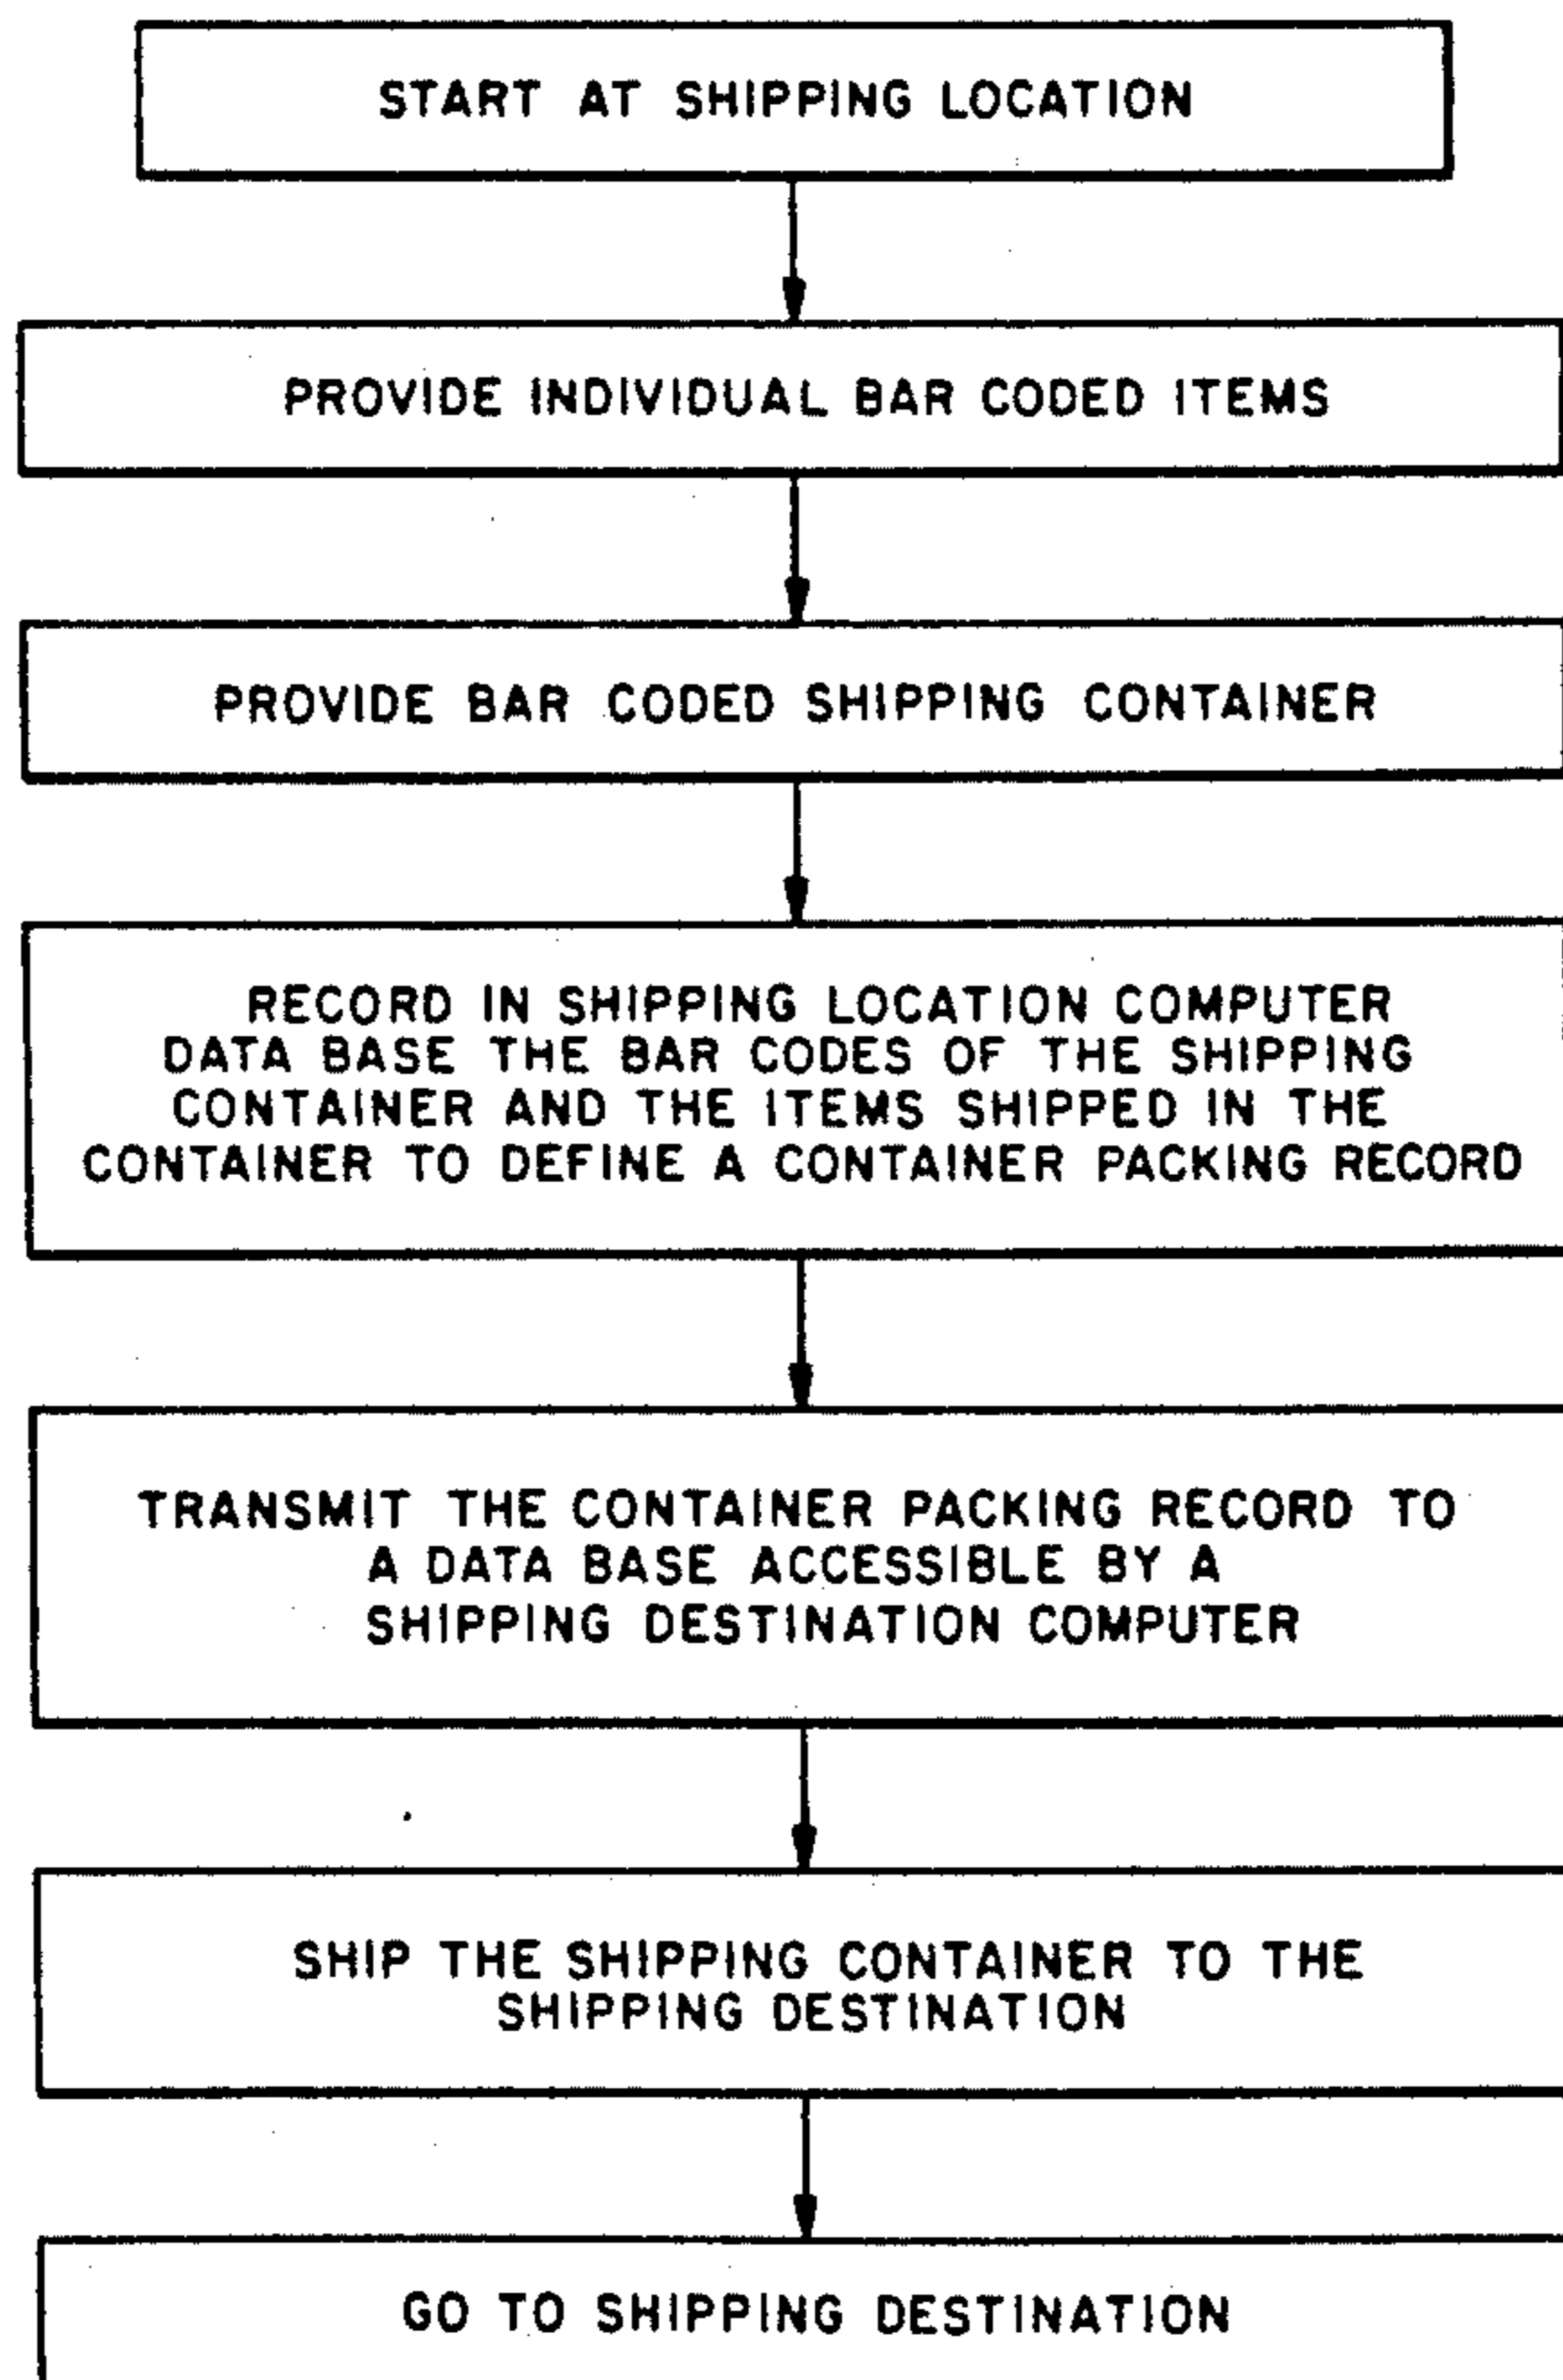 START AT SHIPPING LOCATION
PROVIDE INDIVIDUAL BAR CODED ITEMS
PROVIDE BAR CODED SHIPPING CONTAINER
RECORD IN SHIPPING LOCATION COMPUTER
DATA BASE THE BAR CODES OF THE SHIPPING
CONTAINER AND THE ITEMS SHIPPED IN THE
CONTAINER TO DEFINE A CONTAINER PACKING RECORD
TRANSMIT THE CONTAINER PACKING RECORD TO
A DATA BASE ACCESSIBLE BY A
SHIPPING DESTINATION COMPUTER
SHIP THE SHIPPING CONTAINER TO THE
SHIPPING DESTINATION
GO TO SHIPPING DESTINATION